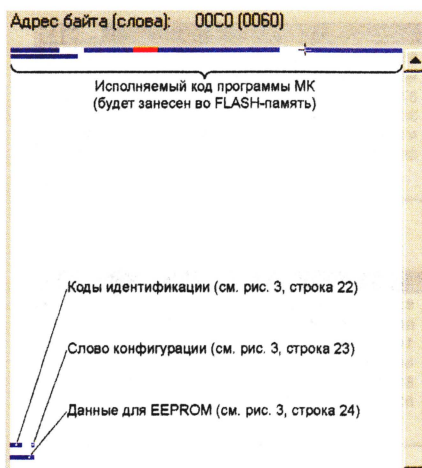 Адрес байта (слова): 00C0 (0060)
Исполняемый код программы МК
(будет занесен во FLASH-память)
Коды идентификации (см. рис. 3, строка 22)
Слово конфигурации (см. рис. 3, строка 23)
Данные для EEPROM (см. рис. 3, строка 24)